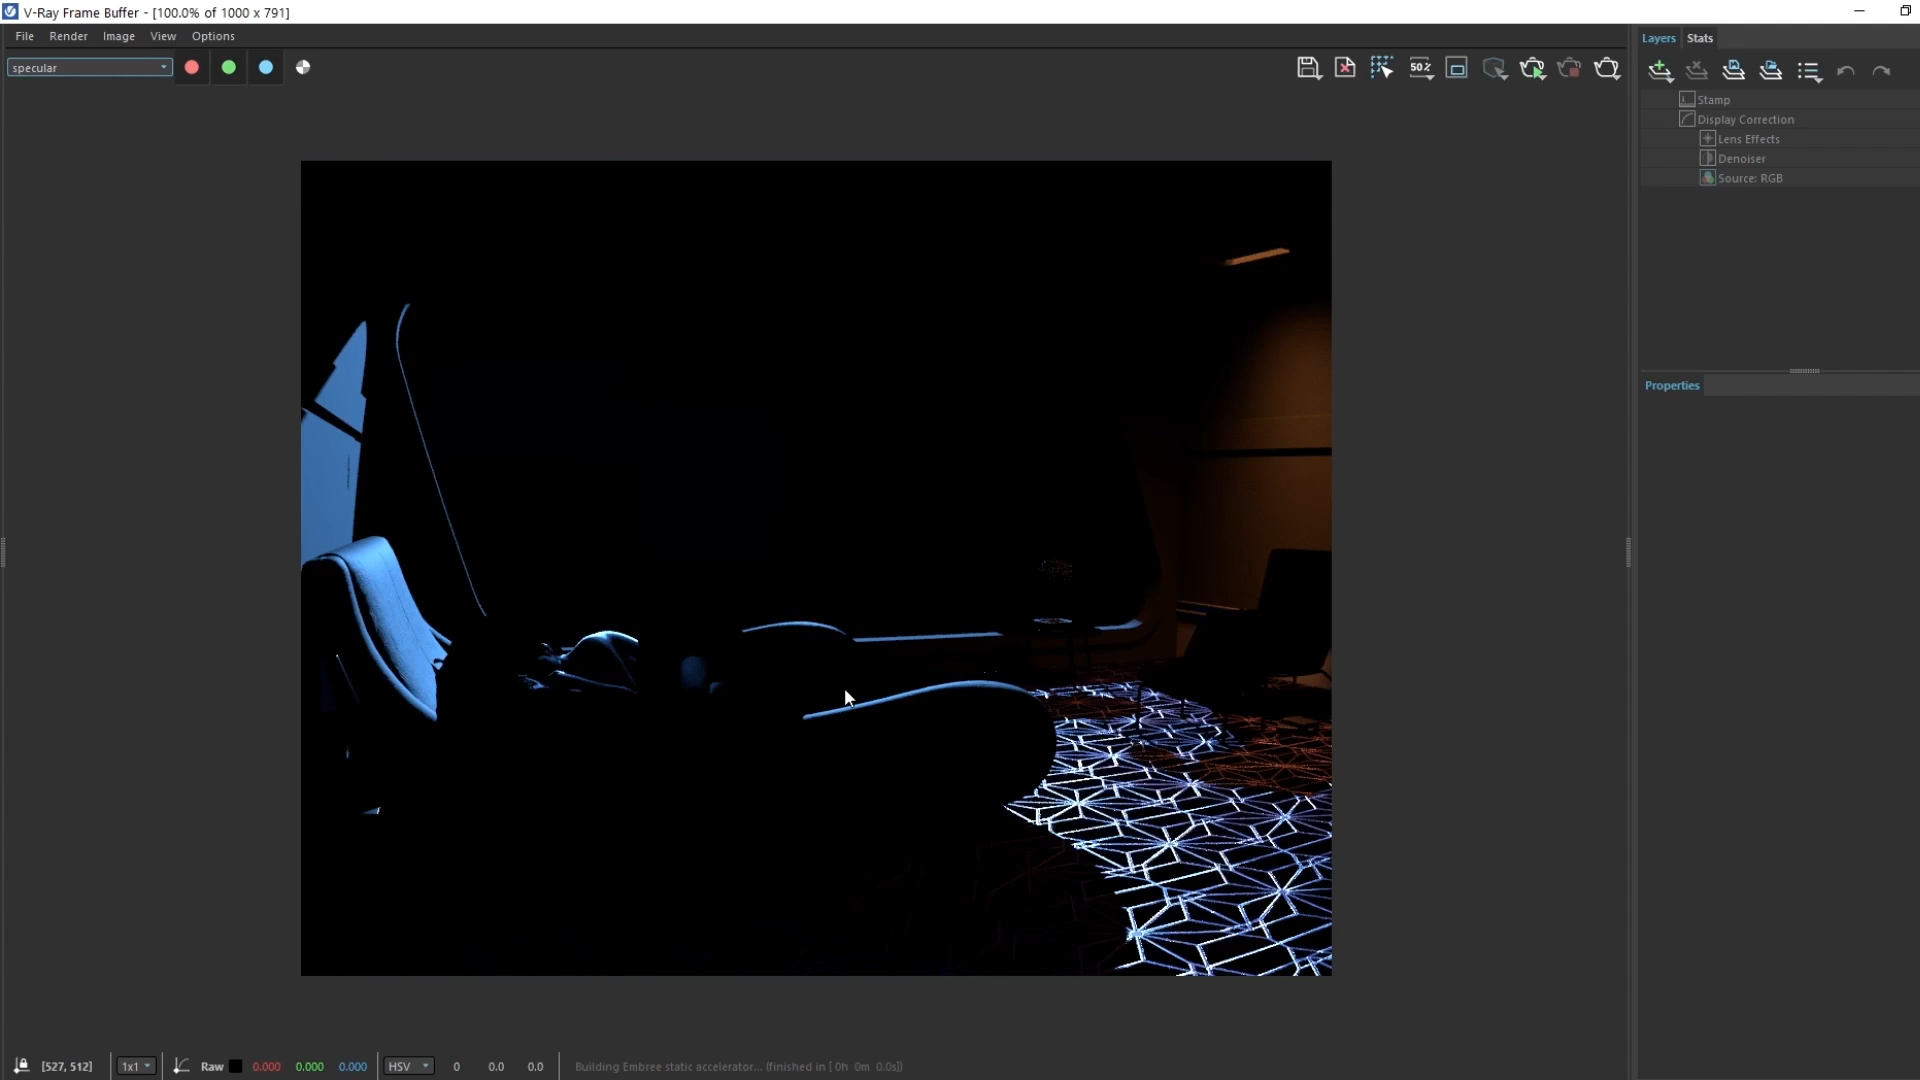 V-Ray Frame Buffer - [100.0% of 1000 x 791]
File Render Image View Options
Layers Stats
specular
50%
Stamp
Display Correction
Lens Effects
Denoiser
Source: RGB
Properties
[527, 512] 1x1 Raw 0.000 0.000 0.000 HSV 0 0.0 0.0 Building Embree static accelerator... (finished in [ 0h 0m 0.0s])